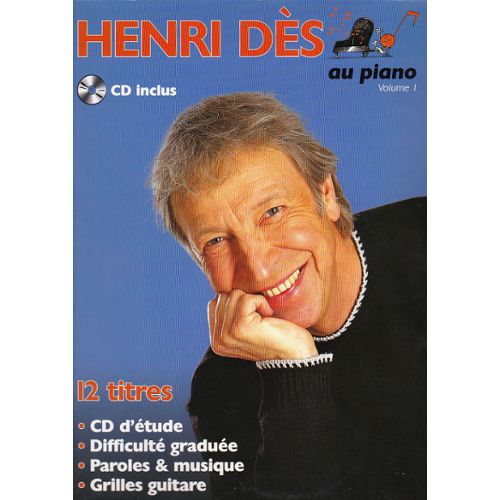 HENRI DÈS
au piano
Volume 1
CD inclus
12 titres
• CD d'étude
• Difficulté graduée
• Paroles & musique
• Grilles guitare